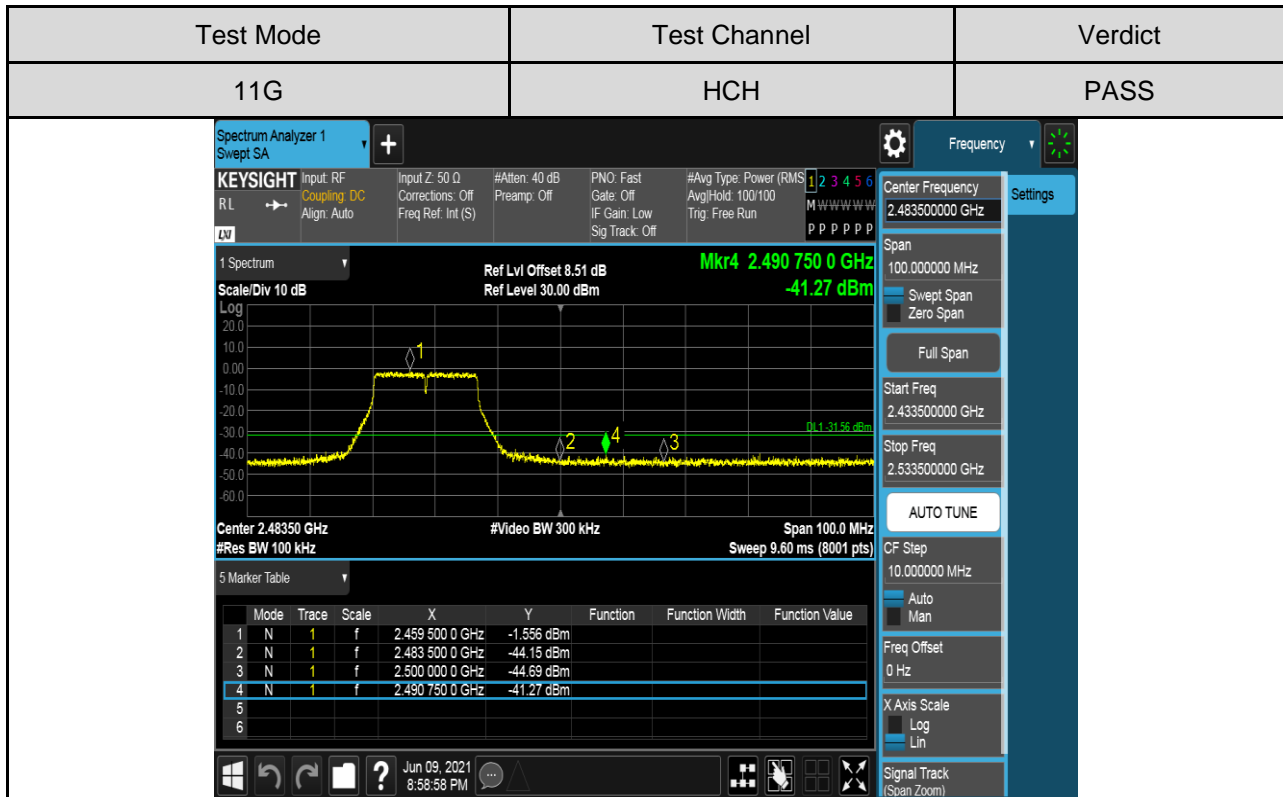 Test Mode Test Channel Verdict
11G HCH PASS
Spectrum Analyzer 1
Swept SA
+
Frequency
KEYSIGHT
RL
LXI
Input: RF
Coupling: DC
Align: Auto
Input Z: 50 Ω
Corrections: Off
Freq Ref: Int (S)
#Atten: 40 dB
Preamp: Off
PNO: Fast
Gate: Off
IF Gain: Low
Sig Track: Off
#Avg Type: Power (RMS
Avg|Hold: 100/100
Trig: Free Run
1 2 3 4 5 6
M W W W W W
P P P P P P
1 Spectrum
Scale/Div 10 dB
Ref Lvl Offset 8.51 dB
Ref Level 30.00 dBm
Mkr4 2.490 750 0 GHz
-41.27 dBm
Log
20.0
10.0
0.00
-10.0
-20.0
-30.0
-40.0
-50.0
-60.0
1
2
4
3
DL1 -31.56 dBm
Center 2.48350 GHz
#Res BW 100 kHz
#Video BW 300 kHz
Span 100.0 MHz
Sweep 9.60 ms (8001 pts)
5 Marker Table
Mode Trace Scale X Y Function Function Width Function Value
1 N 1 f 2.459 500 0 GHz -1.556 dBm
2 N 1 f 2.483 500 0 GHz -44.15 dBm
3 N 1 f 2.500 000 0 GHz -44.69 dBm
4 N 1 f 2.490 750 0 GHz -41.27 dBm
5
6
?
Jun 09, 2021
8:58:58 PM
Center Frequency
2.483500000 GHz
Settings
Span
100.000000 MHz
Swept Span
Zero Span
Full Span
Start Freq
2.433500000 GHz
Stop Freq
2.533500000 GHz
AUTO TUNE
CF Step
10.000000 MHz
Auto
Man
Freq Offset
0 Hz
X Axis Scale
Log
Lin
Signal Track
(Span Zoom)